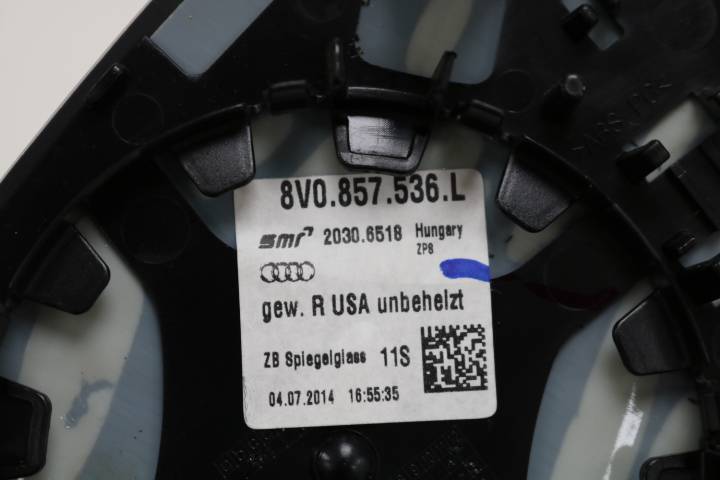 8V0.857.536.L
smr 2030.6518 Hungary
ZP8
gew. R USA unbeheizt
ZB Spiegelglass 11S
04.07.2014 16:55:35